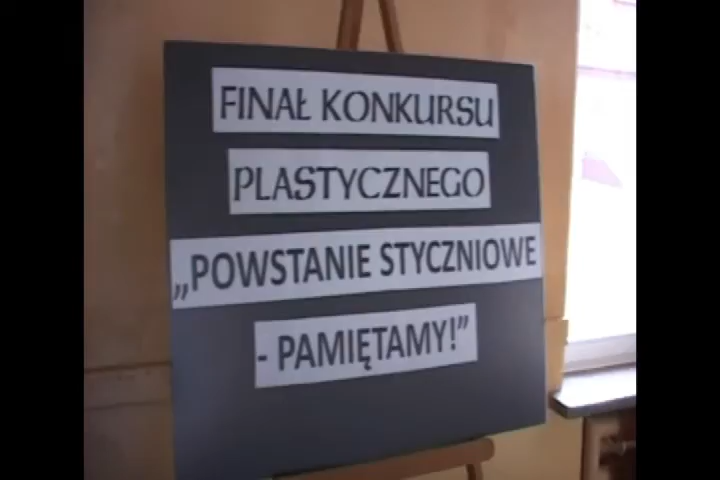 FINAŁ KONKURSU
PLASTYCZNEGO
„POWSTANIE STYCZNIOWE
- PAMIĘTAMY!”